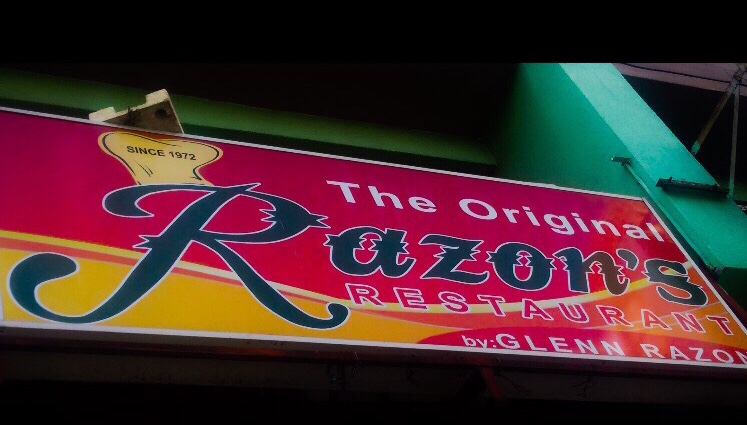 SINCE 1972
The Original
Razon's
RESTAURANT
by: GLENN RAZON